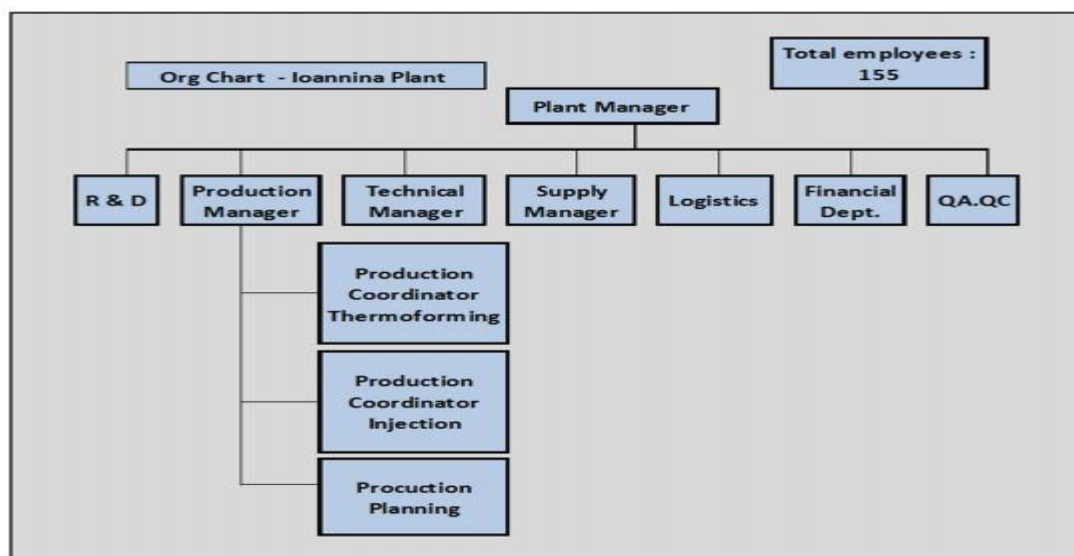 Org Chart - Ioannina Plant
Total employees :
155
Plant Manager
R & D
Production
Manager
Technical
Manager
Supply
Manager
Logistics
Financial
Dept.
QA.QC
Production
Coordinator
Thermoforming
Production
Coordinator
Injection
Procuction
Planning